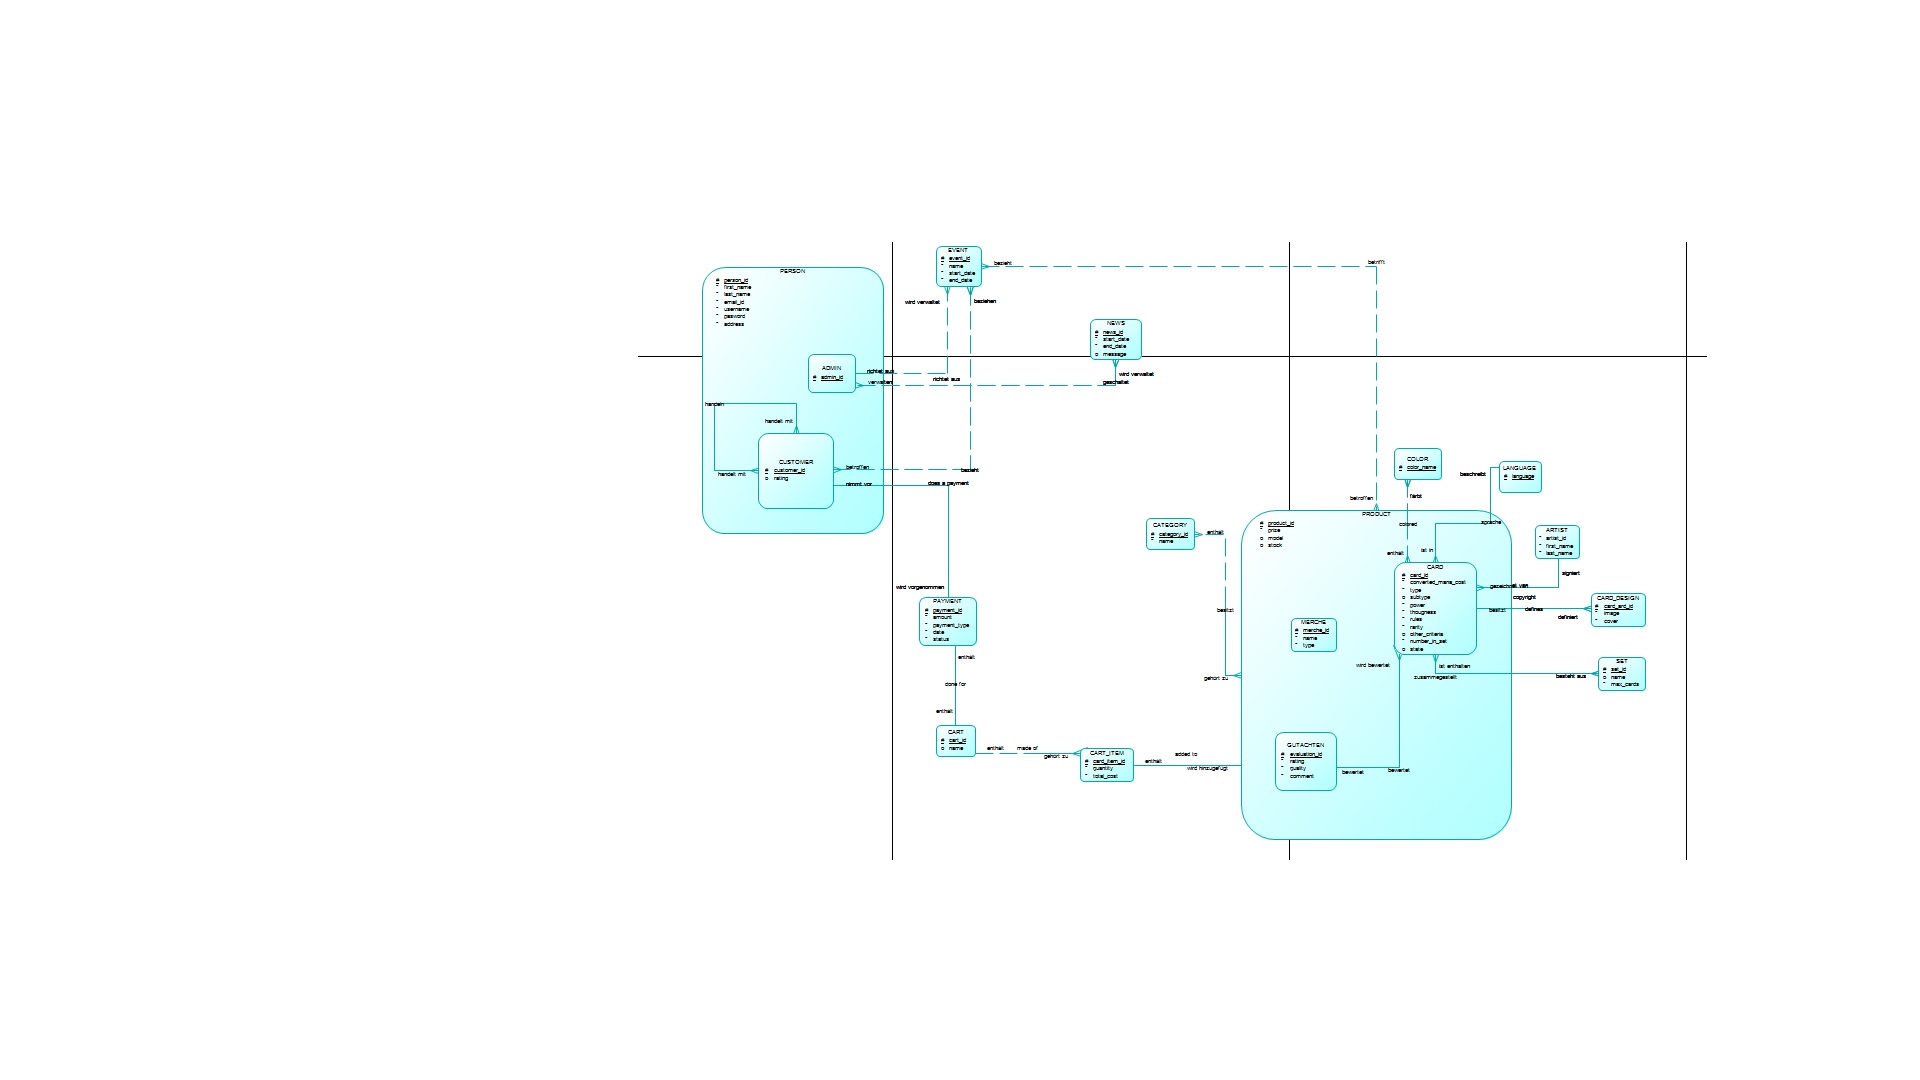 EVENT
# event_id
* name
* start_date
* end_date
bezieht
betrifft
wird verwaltet
beziehen
PERSON
# person_id
* first_name
* last_name
* email_id
* username
* pasword
* address
NEWS
# news_id
* start_date
* end_date
o message
wird verwaltet
geschaltet
ADMIN
# admin_id
richtet aus
richtet aus
verwalten
handeln
handelt mit
handelt mit
CUSTOMER
# customer_id
o rating
betroffen
bezieht
nimmt vor
does a payment
wird vorgenommen
COLOR
# color_name
färbt
colored
enthält
LANGUAGE
# language
beschreibt
sprache
ist in
betroffen
CATEGORY
# category_id
* name
enthält
besitzt
gehört zu
PRODUCT
# product_id
* prize
o model
o stock
ARTIST
* artist_id
* first_name
* last_name
signiert
copyright
CARD
# card_id
* converted_mana_cost
* type
o subtype
* power
* thougness
* rules
* rarity
o other_criteria
* number_in_set
o state
besitzt
defines
definiert
CARD_DESIGN
# card_ard_id
* image
* cover
MERCHE
# merche_id
* name
* type
wird bewertet
ist enthalten
zusammegestellt
besteht aus
SET
# set_id
o name
* max_cards
PAYMENT
# payment_id
* amount
* payment_type
* date
* status
enthält
done for
enthält
CART
# cart_id
o name
enthält
made of
gehört zu
CART_ITEM
# card_item_id
* quantity
* total_cost
enthält
added to
wird hinzugefügt
GUTACHTEN
# evaluation_id
* rating
* quality
* comment
bewertet
bewertet